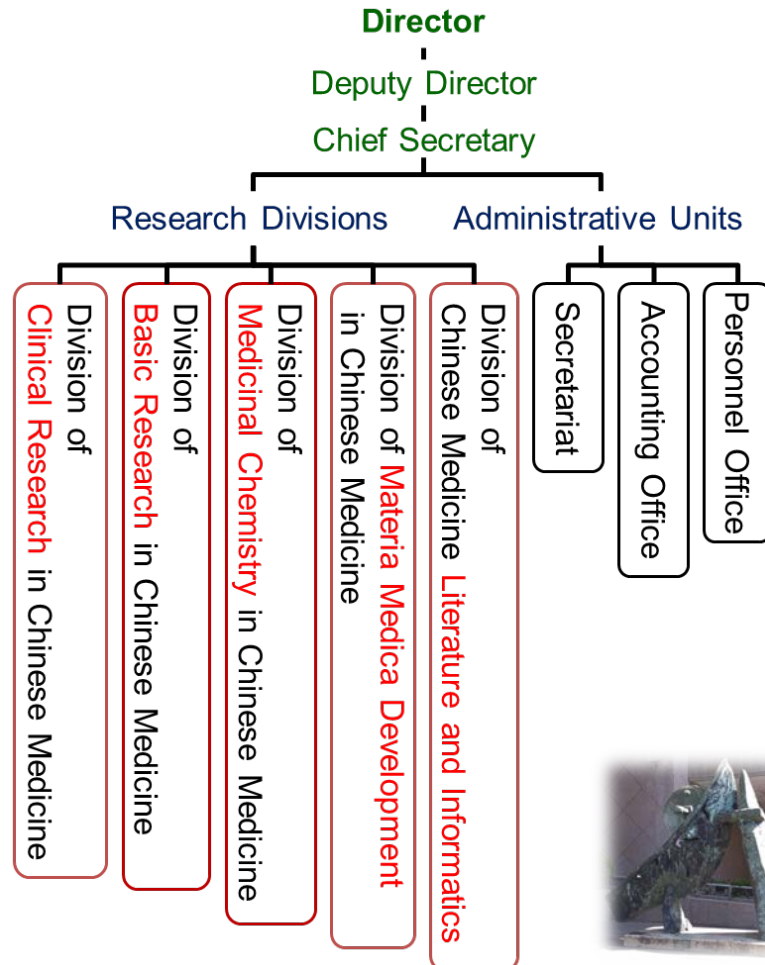 Director
Deputy Director
Chief Secretary
Research Divisions
Administrative Units
Division of
Clinical Research in Chinese Medicine
Division of
Basic Research in Chinese Medicine
Division of
Medicinal Chemistry in Chinese Medicine
Division of Materia Medica Development
in Chinese Medicine
Division of
Chinese Medicine Literature and Informatics
Secretariat
Accounting Office
Personnel Office